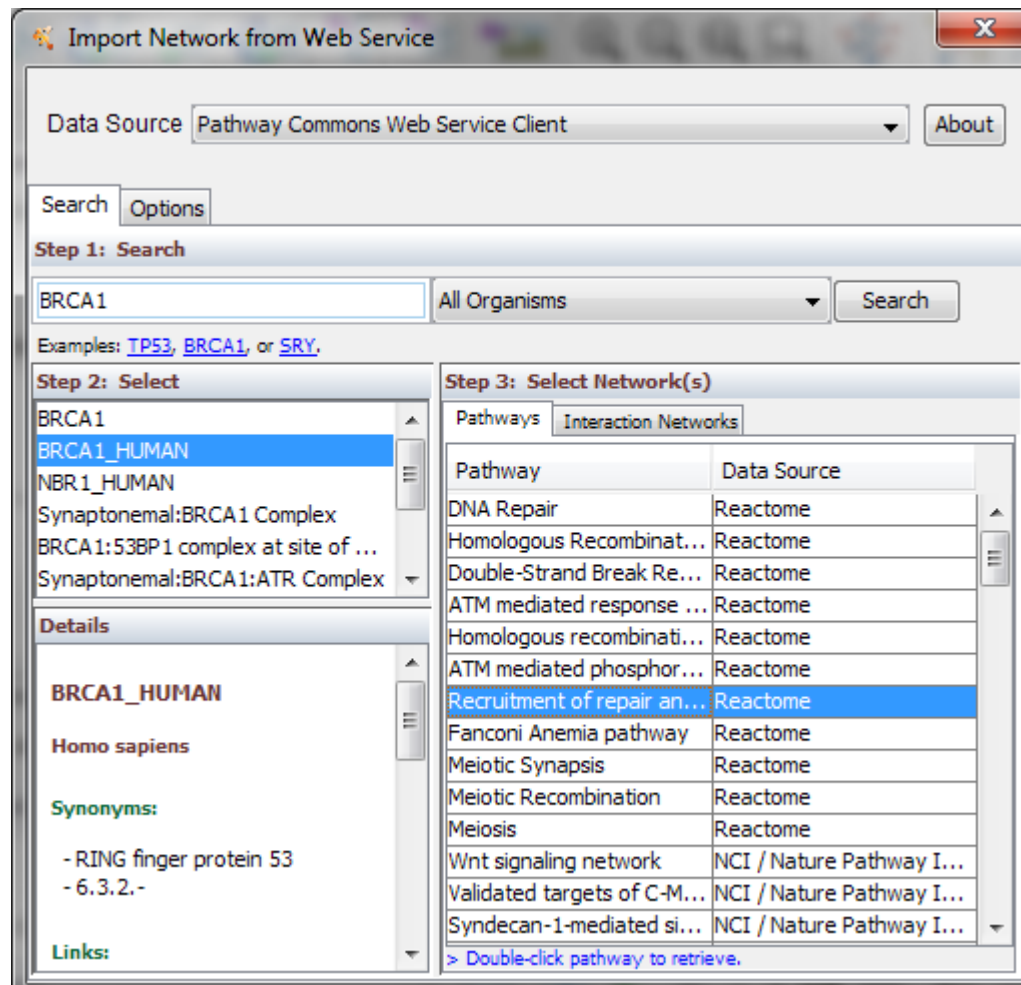 Import Network from Web Service
Data Source Pathway Commons Web Service Client About
Search Options
Step 1: Search
BRCA1 All Organisms Search
Examples: TP53, BRCA1, or SRY.
Step 2: Select
BRCA1
BRCA1_HUMAN
NBR1_HUMAN
Synaptonemal:BRCA1 Complex
BRCA1:53BP1 complex at site of ...
Synaptonemal:BRCA1:ATR Complex
Details
BRCA1_HUMAN
Homo sapiens
Synonyms:
- RING finger protein 53
- 6.3.2.-
Links:
Step 3: Select Network(s)
Pathways Interaction Networks
Pathway Data Source
DNA Repair Reactome
Homologous Recombinat... Reactome
Double-Strand Break Re... Reactome
ATM mediated response ... Reactome
Homologous recombinati... Reactome
ATM mediated phosphor... Reactome
Recruitment of repair an... Reactome
Fanconi Anemia pathway Reactome
Meiotic Synapsis Reactome
Meiotic Recombination Reactome
Meiosis Reactome
Wnt signaling network NCI / Nature Pathway I...
Validated targets of C-M... NCI / Nature Pathway I...
Syndecan-1-mediated si... NCI / Nature Pathway I...
> Double-click pathway to retrieve.